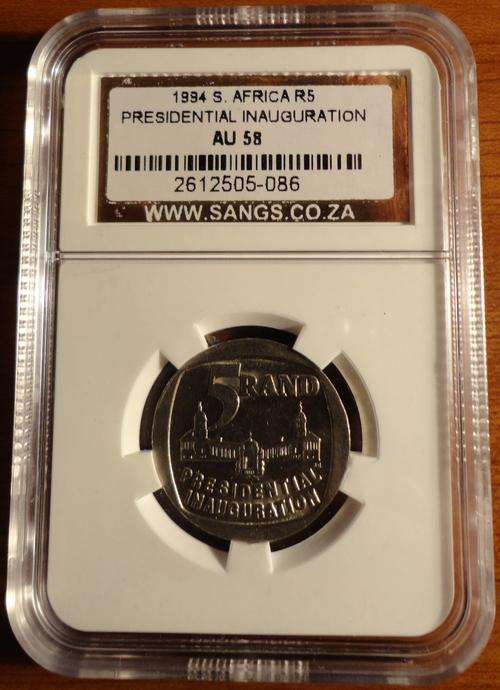 1994 S. AFRICA R5
PRESIDENTIAL INAUGURATION
AU 58
2612505-086
WWW.SANGS.CO.ZA
5 RAND
PRESIDENTIAL
INAUGURATION